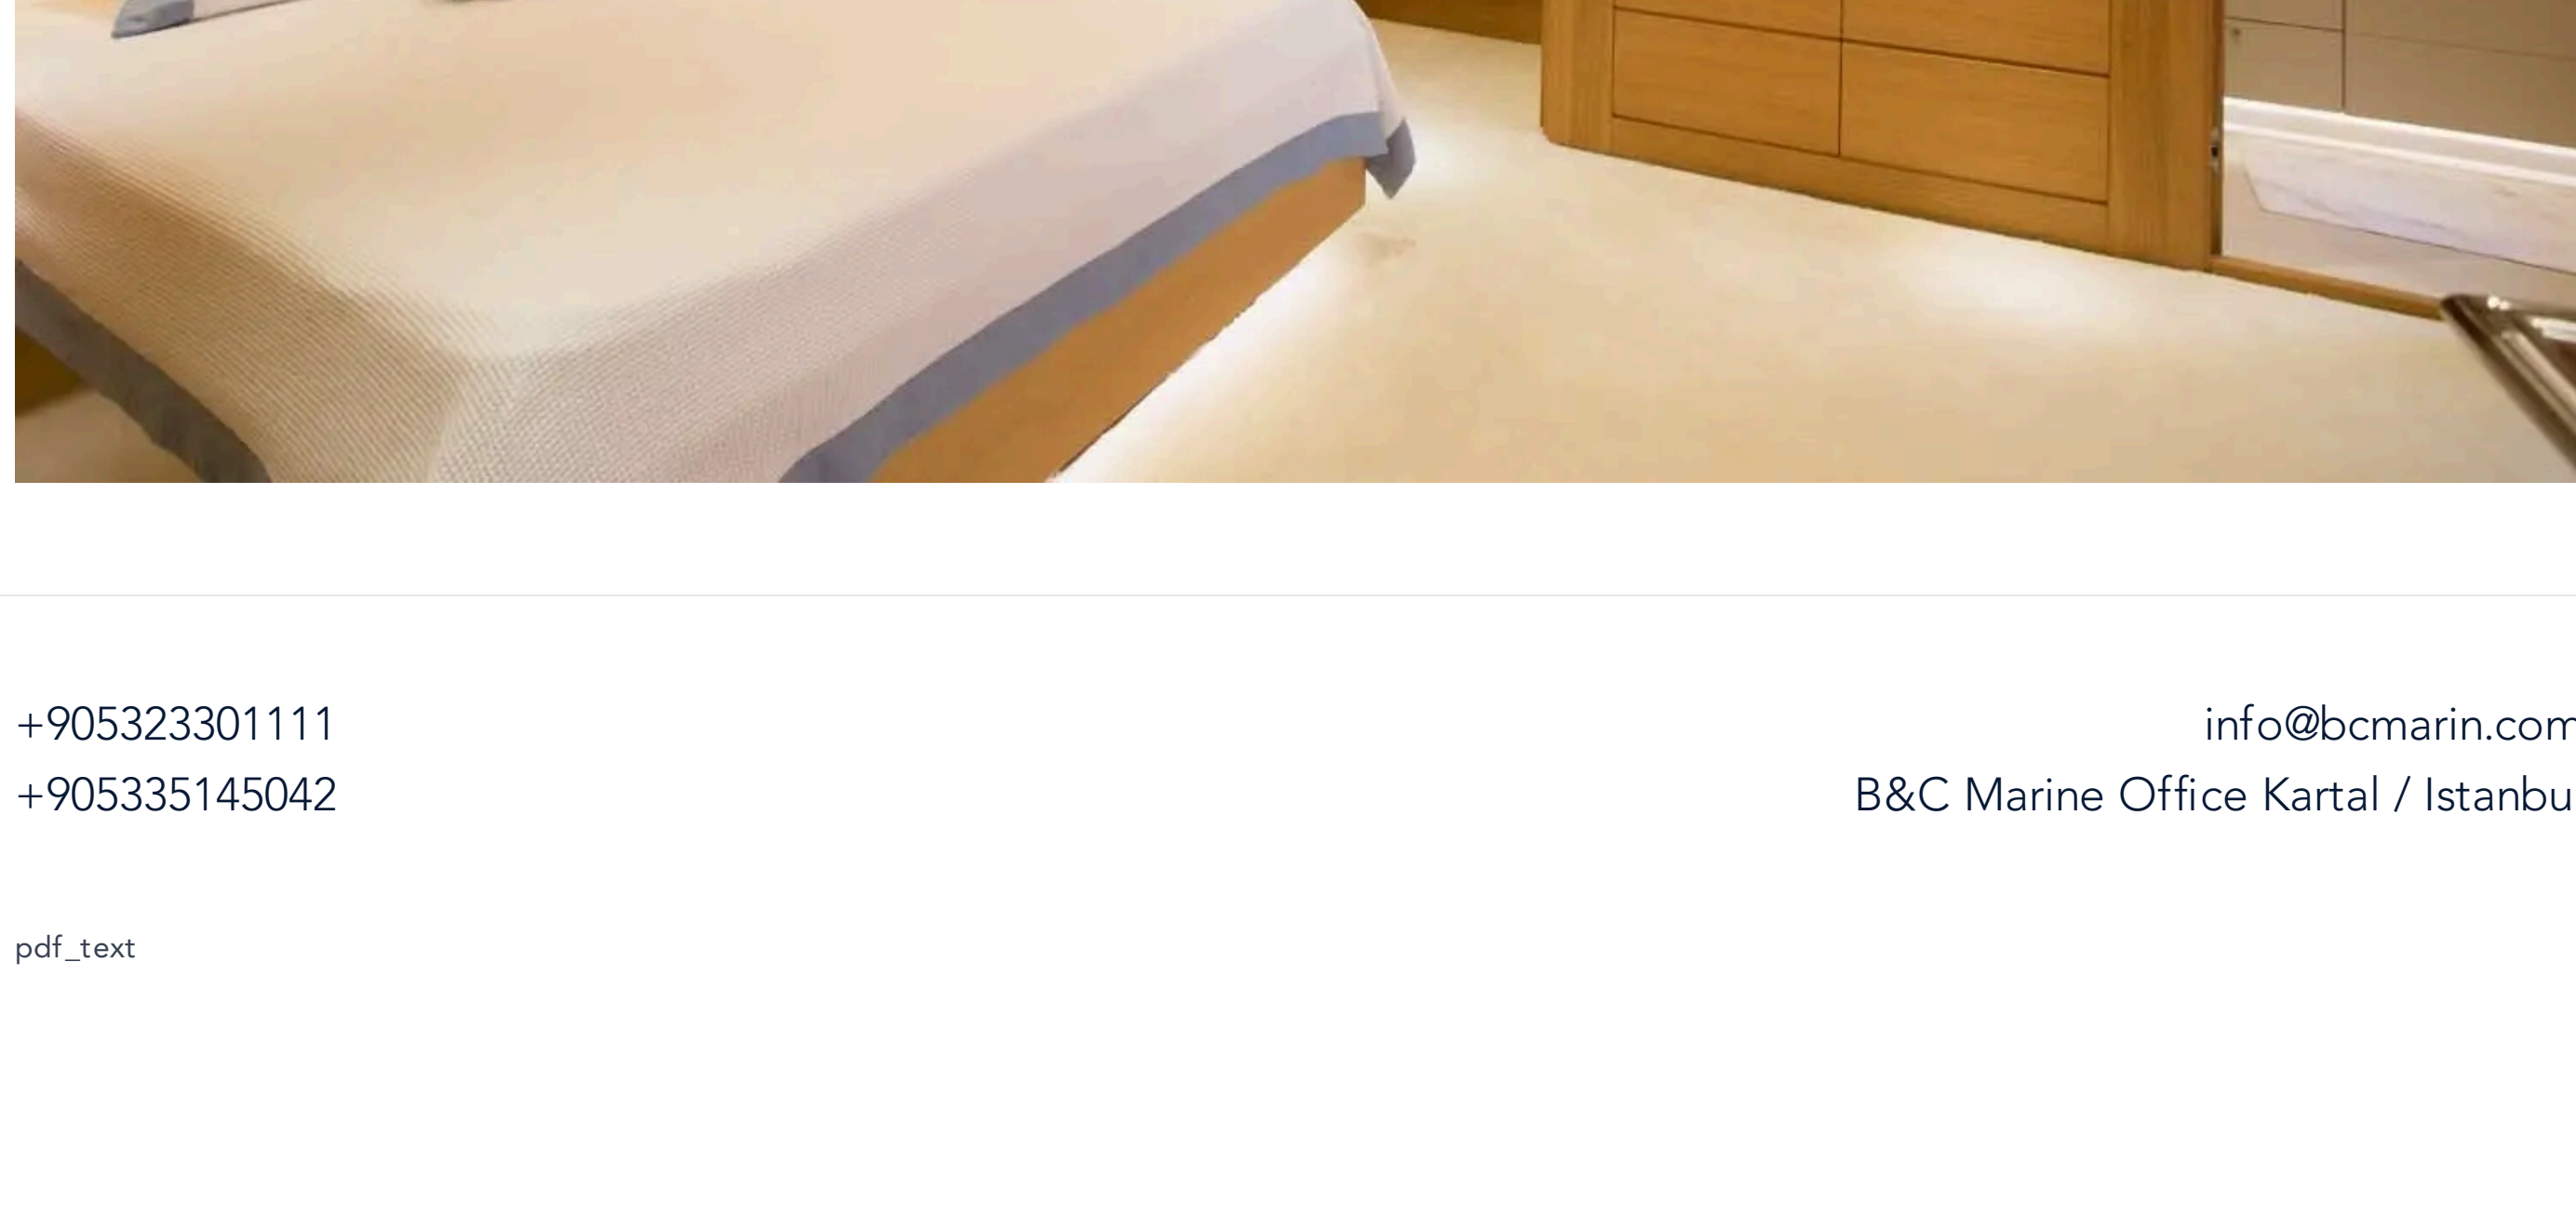 +905323301111
info@bcmarin.com
+905335145042
B&C Marine Office Kartal / Istanbu
pdf_text